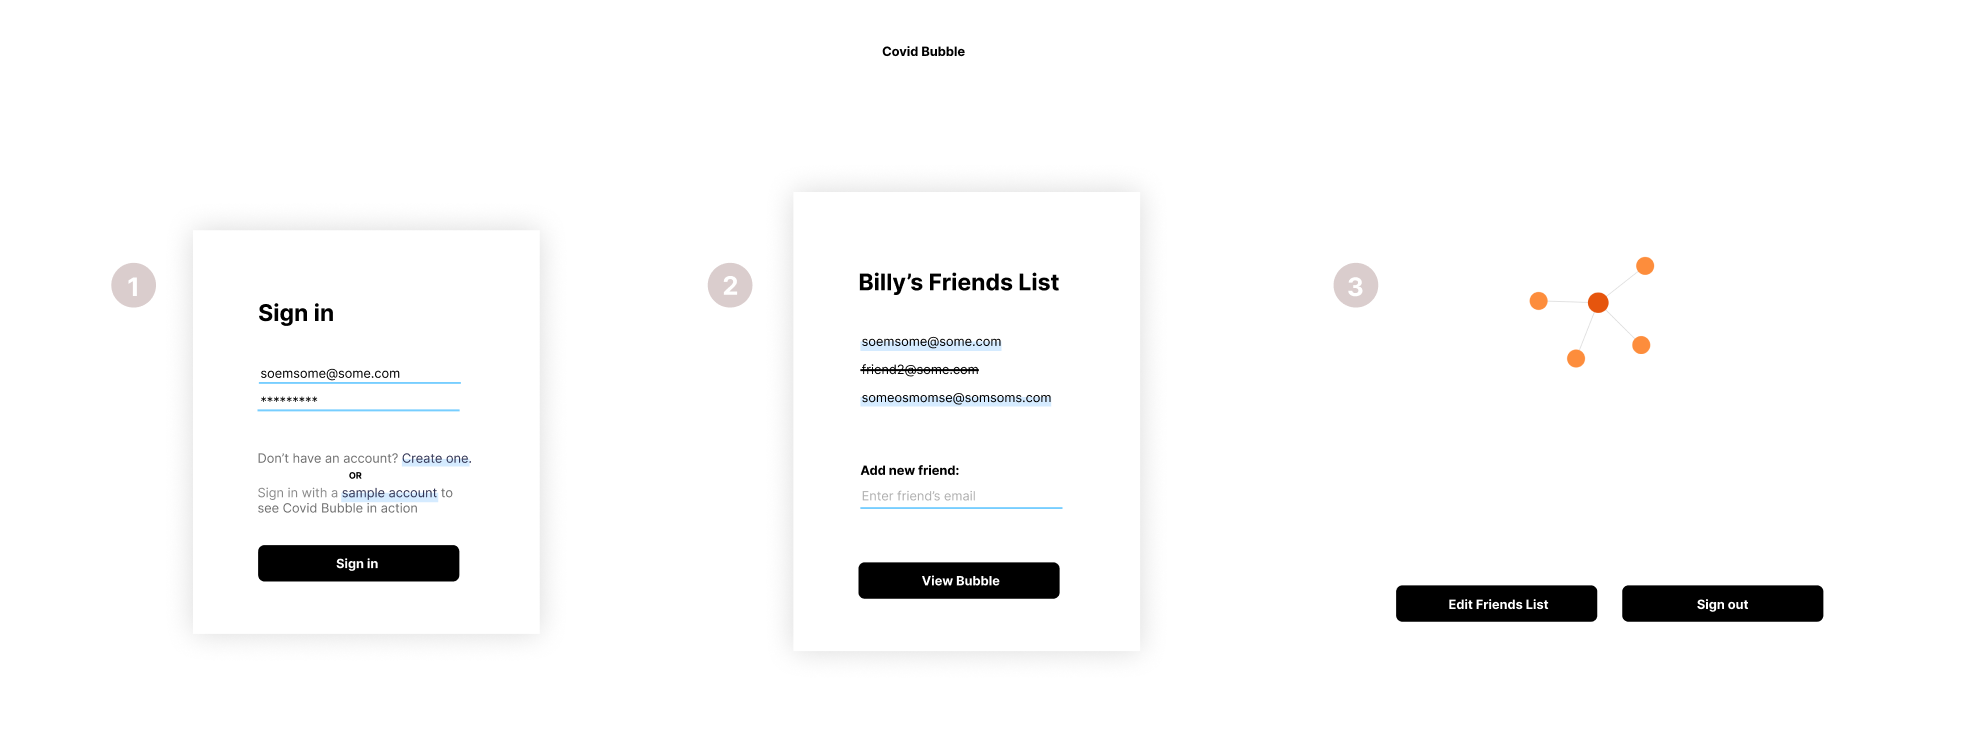 Covid Bubble
1
Sign in
soemsome@some.com
*********
Don't have an account? Create one.
OR
Sign in with a sample account to
see Covid Bubble in action
Sign in
2
Billy’s Friends List
soemsome@some.com
friend2@some.com
someosmomse@somsoms.com
Add new friend:
Enter friend’s email
View Bubble
3
Edit Friends List
Sign out